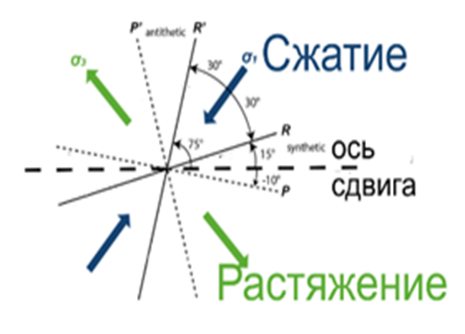 P' antithetic R'
σ₃
σ₁ Сжатие
30°
30°
R
75°
15°
synthetic ось
-10°
P
сдвига
Растяжение